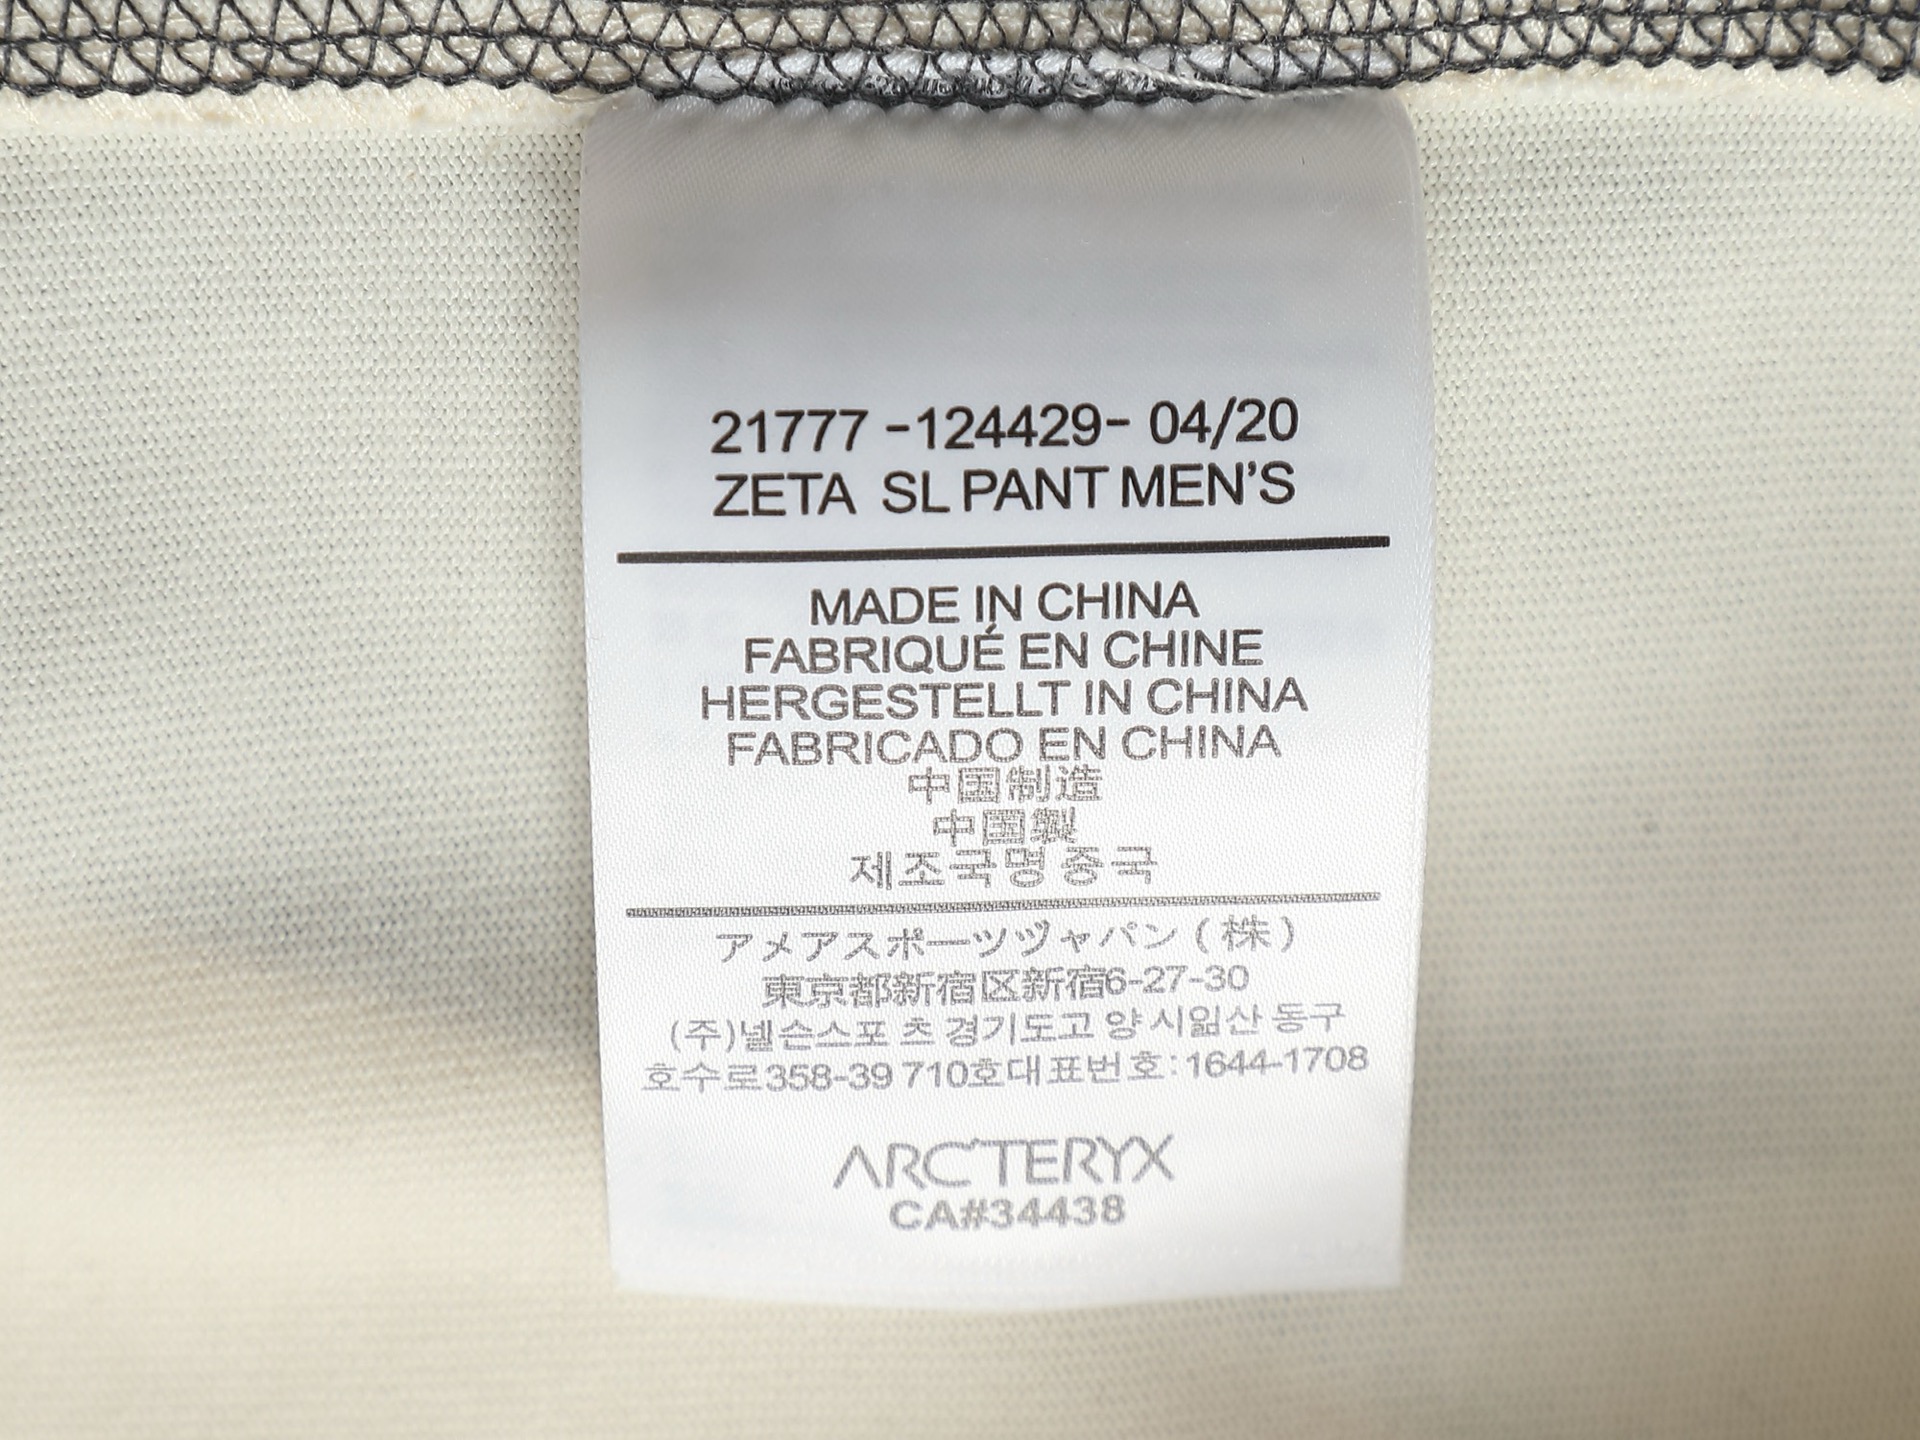 21777 -124429- 04/20
ZETA SL PANT MEN'S
MADE IN CHINA
FABRIQUÉ EN CHINE
HERGESTELLT IN CHINA
FABRICADO EN CHINA
中国制造
中国製
제조국명 중국
アメアスポーツヅャパン（株）
東京都新宿区新宿6-27-30
(주)넬슨스포 츠 경기도고 양 시일산 동구
호수로358-39 710호대표번호:1644-1708
ARC'TERYX
CA#34438